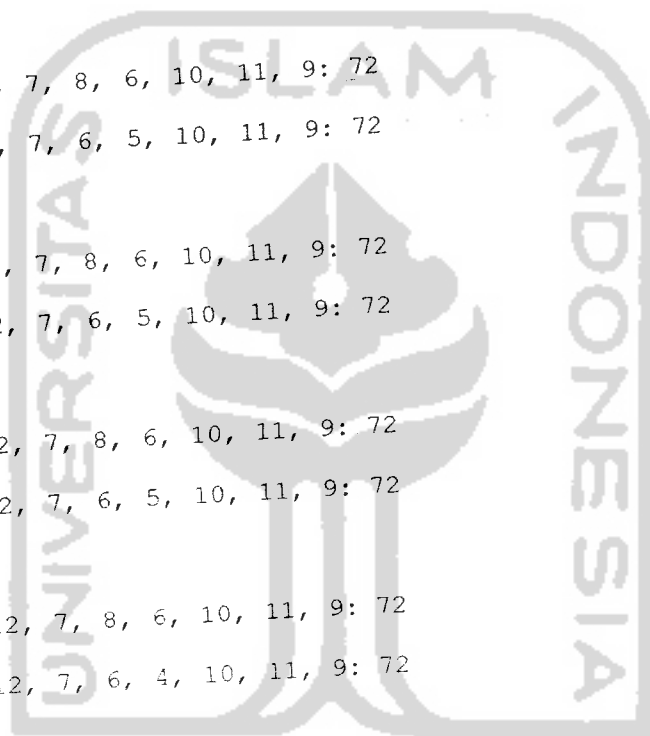 7, 8, 6, 10, 11, 9: 72
, 7, 6, 5, 10, 11, 9: 72
, 7, 8, 6, 10, 11, 9: 72
2, 7, 6, 5, 10, 11, 9: 72
2, 7, 8, 6, 10, 11, 9: 72
2, 7, 6, 5, 10, 11, 9: 72
12, 7, 8, 6, 10, 11, 9: 72
12, 7, 6, 4, 10, 11, 9: 72
UNIVERSITAS
ISLAM
INDONESIA